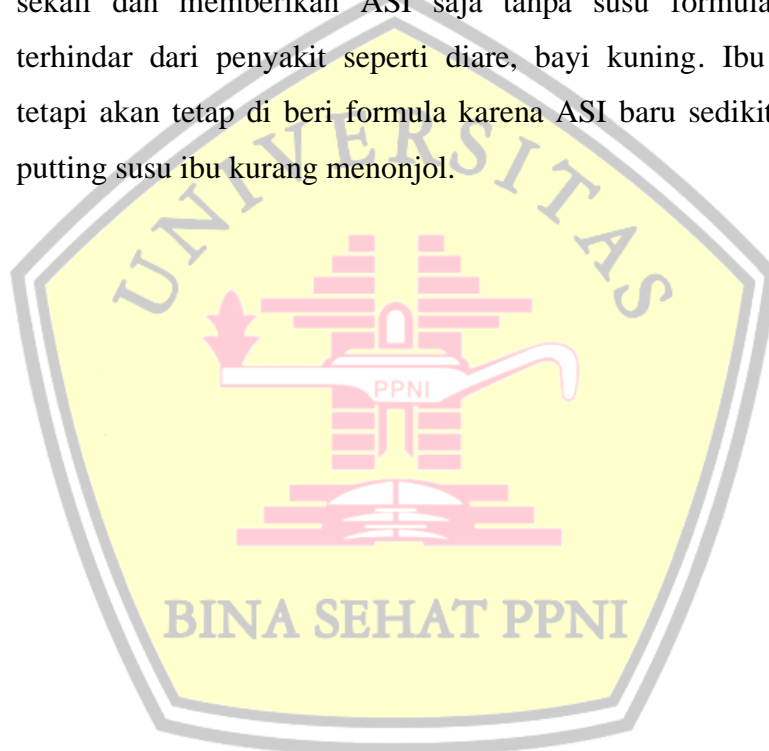 sekali dan memberikan ASI saja tanpa susu formula
terhindar dari penyakit seperti diare, bayi kuning. Ibu
tetapi akan tetap di beri formula karena ASI baru sedikit
putting susu ibu kurang menonjol.
UNIVERSITAS
PPNI
BINA SEHAT PPNI